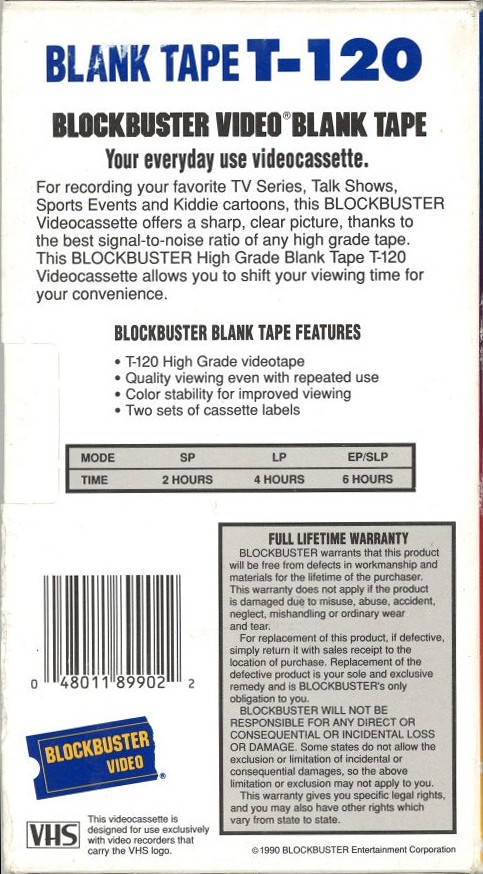 BLANK TAPE T-120
BLOCKBUSTER VIDEO® BLANK TAPE
Your everyday use videocassette.
For recording your favorite TV Series, Talk Shows,
Sports Events and Kiddie cartoons, this BLOCKBUSTER
Videocassette offers a sharp, clear picture, thanks to
the best signal-to-noise ratio of any high grade tape.
This BLOCKBUSTER High Grade Blank Tape T-120
Videocassette allows you to shift your viewing time for
your convenience.
BLOCKBUSTER BLANK TAPE FEATURES
• T-120 High Grade videotape
• Quality viewing even with repeated use
• Color stability for improved viewing
• Two sets of cassette labels
MODE SP LP EP/SLP
TIME 2 HOURS 4 HOURS 6 HOURS
FULL LIFETIME WARRANTY
BLOCKBUSTER warrants that this product
will be free from defects in workmanship and
materials for the lifetime of the purchaser.
This warranty does not apply if the product
is damaged due to misuse, abuse, accident,
neglect, mishandling or ordinary wear
and tear.
For replacement of this product, if defective,
simply return it with sales receipt to the
location of purchase. Replacement of the
defective product is your sole and exclusive
remedy and is BLOCKBUSTER's only
obligation to you.
BLOCKBUSTER WILL NOT BE
RESPONSIBLE FOR ANY DIRECT OR
CONSEQUENTIAL OR INCIDENTAL LOSS
OR DAMAGE. Some states do not allow the
exclusion or limitation of incidental or
consequential damages, so the above
limitation or exclusion may not apply to you.
This warranty gives you specific legal rights,
and you may also have other rights which
vary from state to state.
0 48011 89902 2
BLOCKBUSTER
VIDEO
®
VHS
This videocassette is
designed for use exclusively
with video recorders that
carry the VHS logo.
©1990 BLOCKBUSTER Entertainment Corporation